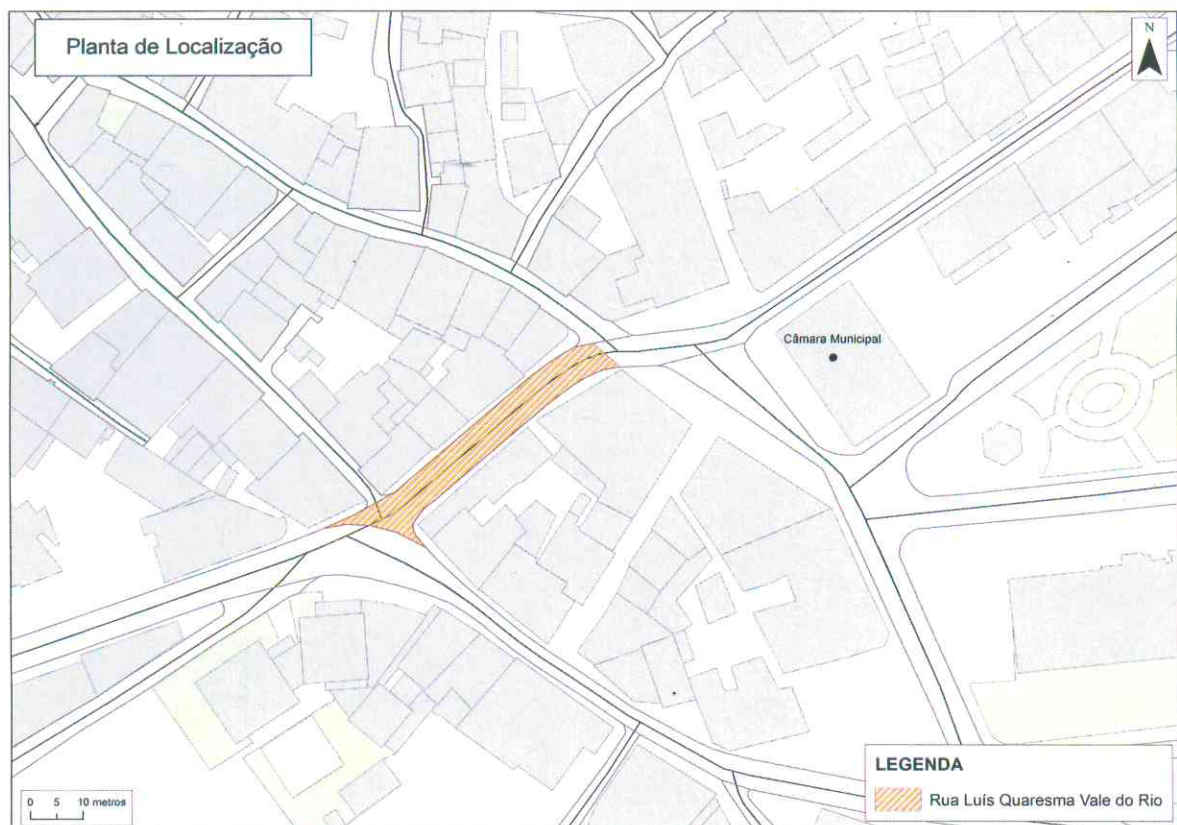 Planta de Localização
N
Câmara Municipal
LEGENDA
Rua Luís Quaresma Vale do Rio
0 5 10 metros